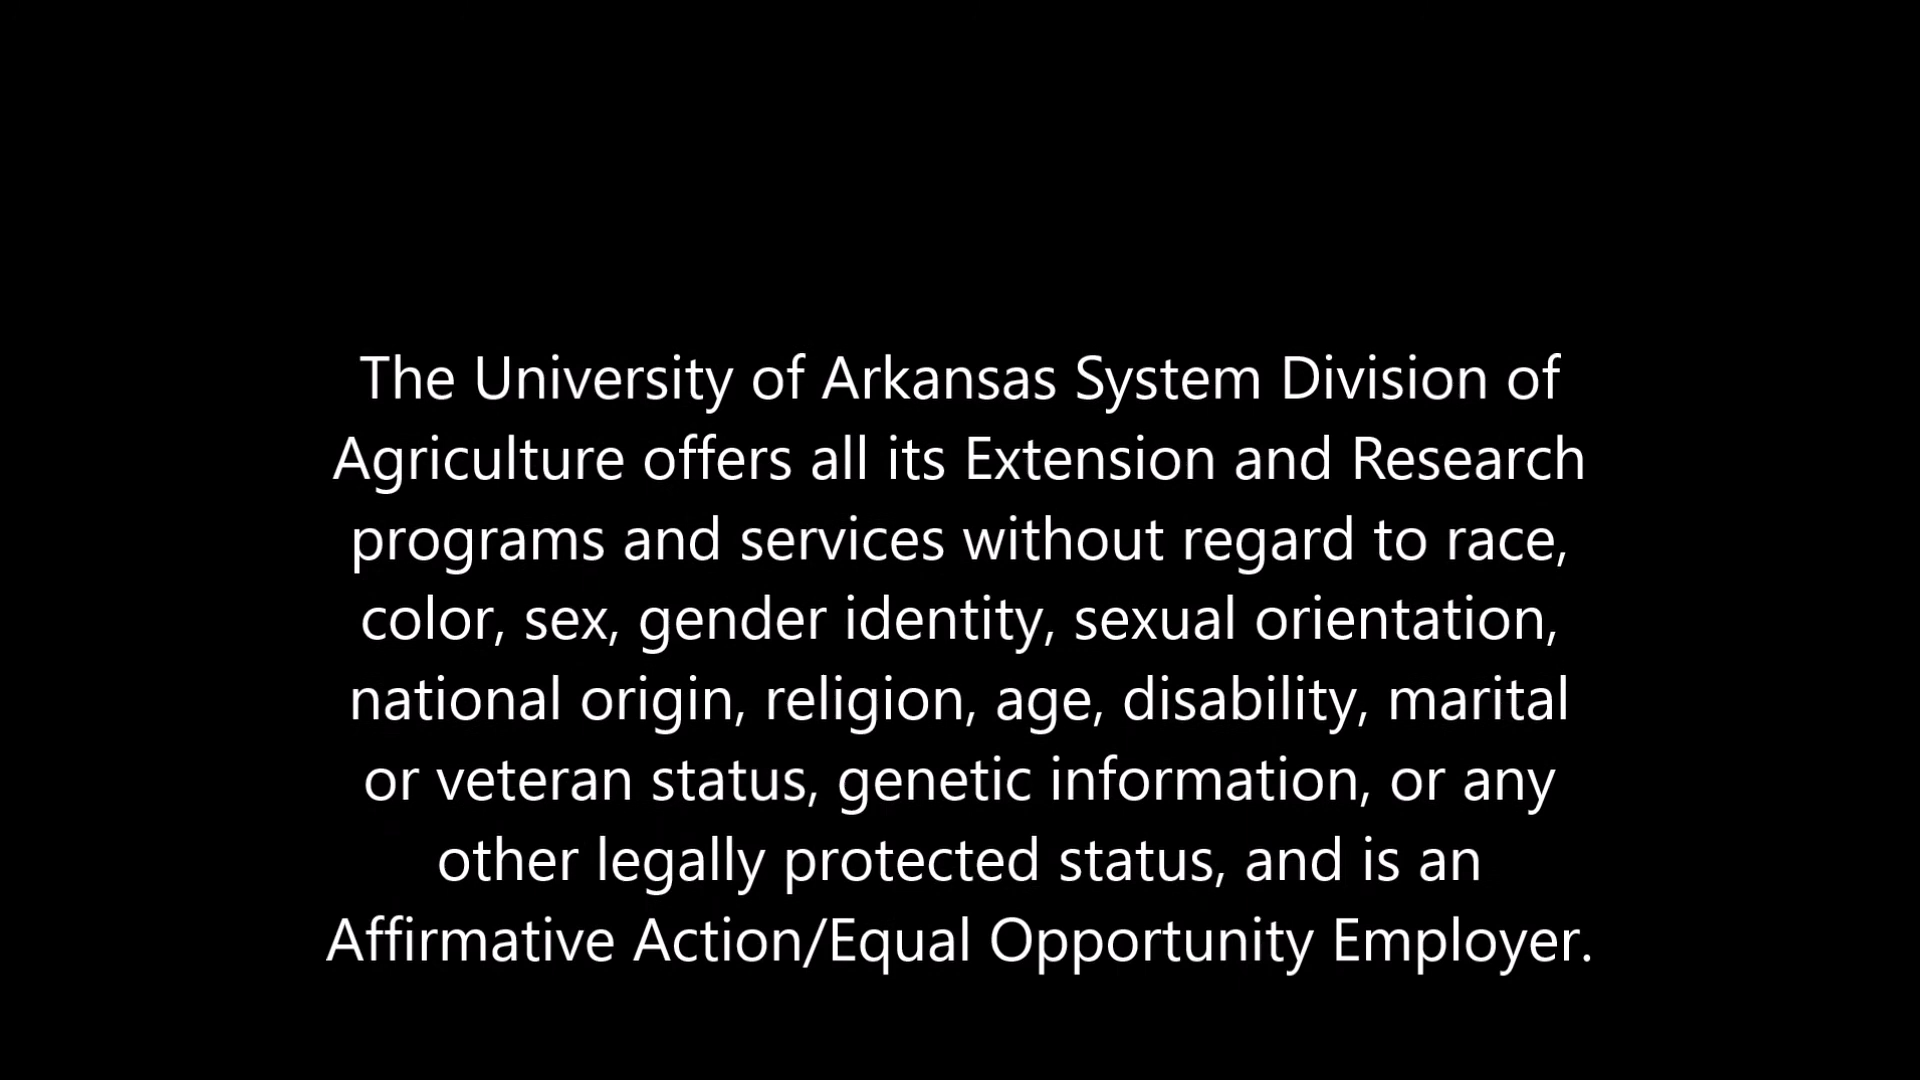 The University of Arkansas System Division of
Agriculture offers all its Extension and Research
programs and services without regard to race,
color, sex, gender identity, sexual orientation,
national origin, religion, age, disability, marital
or veteran status, genetic information, or any
other legally protected status, and is an
Affirmative Action/Equal Opportunity Employer.